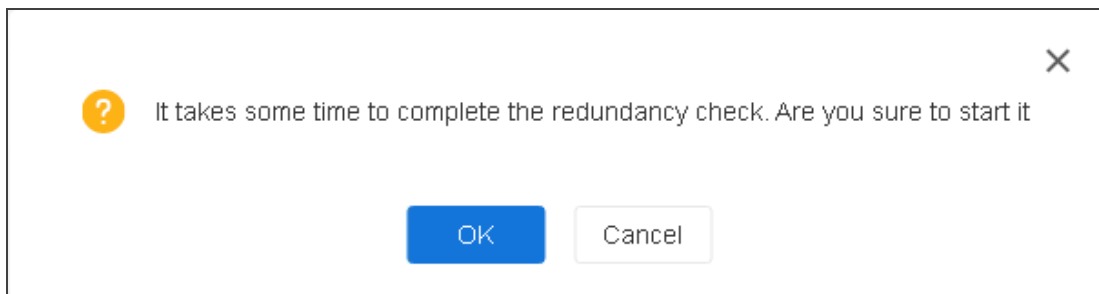 It takes some time to complete the redundancy check. Are you sure to start it
OK
Cancel